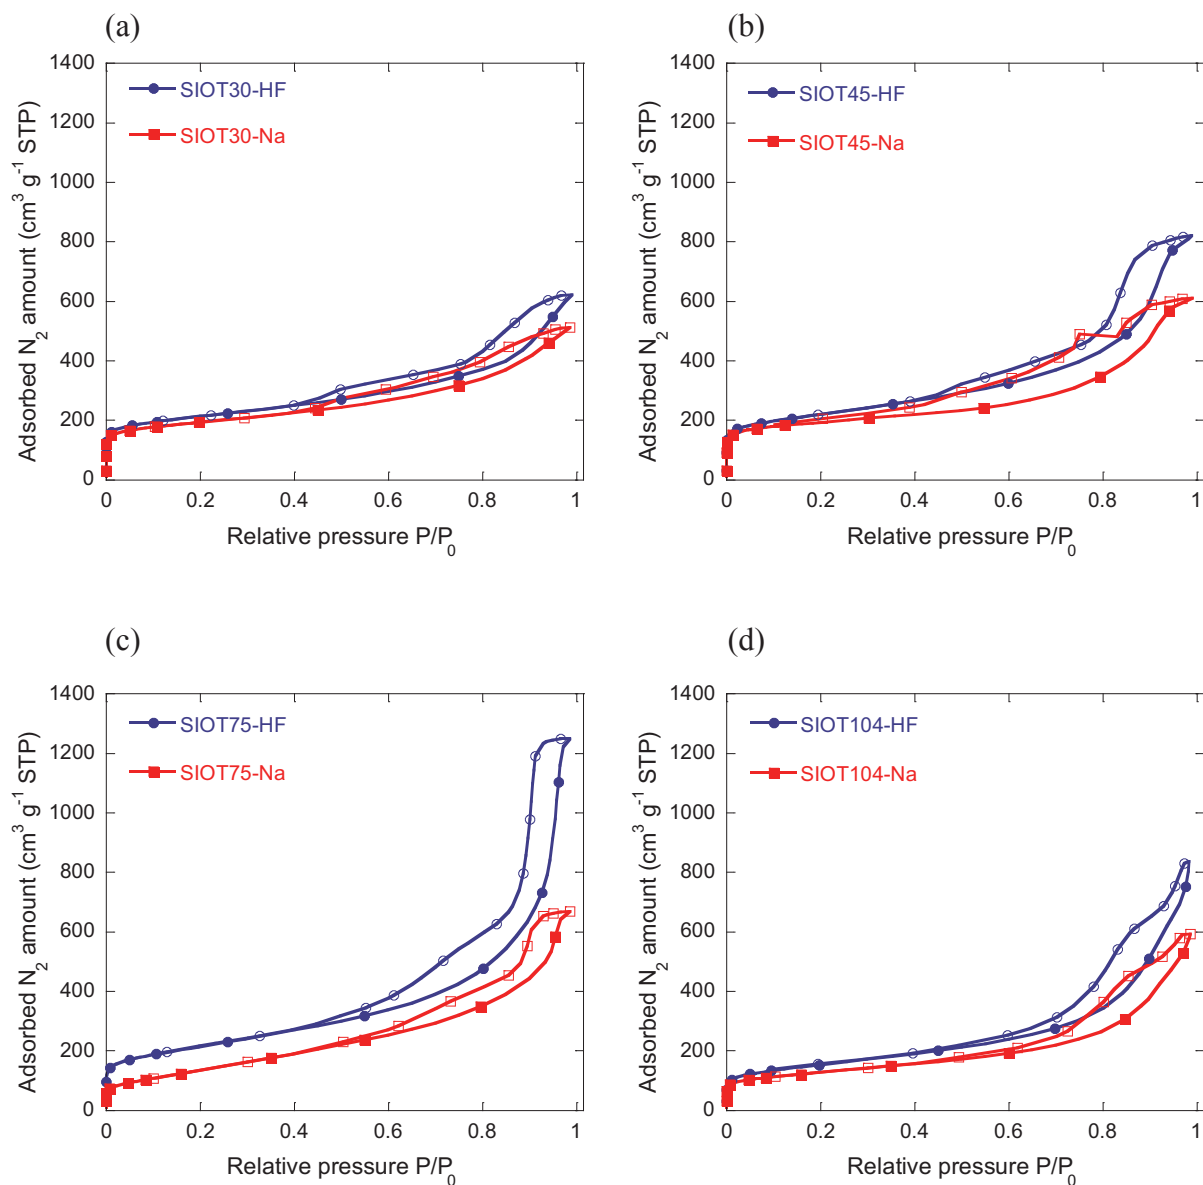 (a)
(b)
1400
1200
1000
800
600
400
200
0
0
0.2
0.4
0.6
0.8
1
SIOT30-HF
SIOT30-Na
Adsorbed N2 amount (cm3 g-1 STP)
Relative pressure P/P0
1400
1200
1000
800
600
400
200
0
0
0.2
0.4
0.6
0.8
1
SIOT45-HF
SIOT45-Na
Adsorbed N2 amount (cm3 g-1 STP)
Relative pressure P/P0
(c)
(d)
1400
1200
1000
800
600
400
200
0
0
0.2
0.4
0.6
0.8
1
SIOT75-HF
SIOT75-Na
Adsorbed N2 amount (cm3 g-1 STP)
Relative pressure P/P0
1400
1200
1000
800
600
400
200
0
0
0.2
0.4
0.6
0.8
1
SIOT104-HF
SIOT104-Na
Adsorbed N2 amount (cm3 g-1 STP)
Relative pressure P/P0